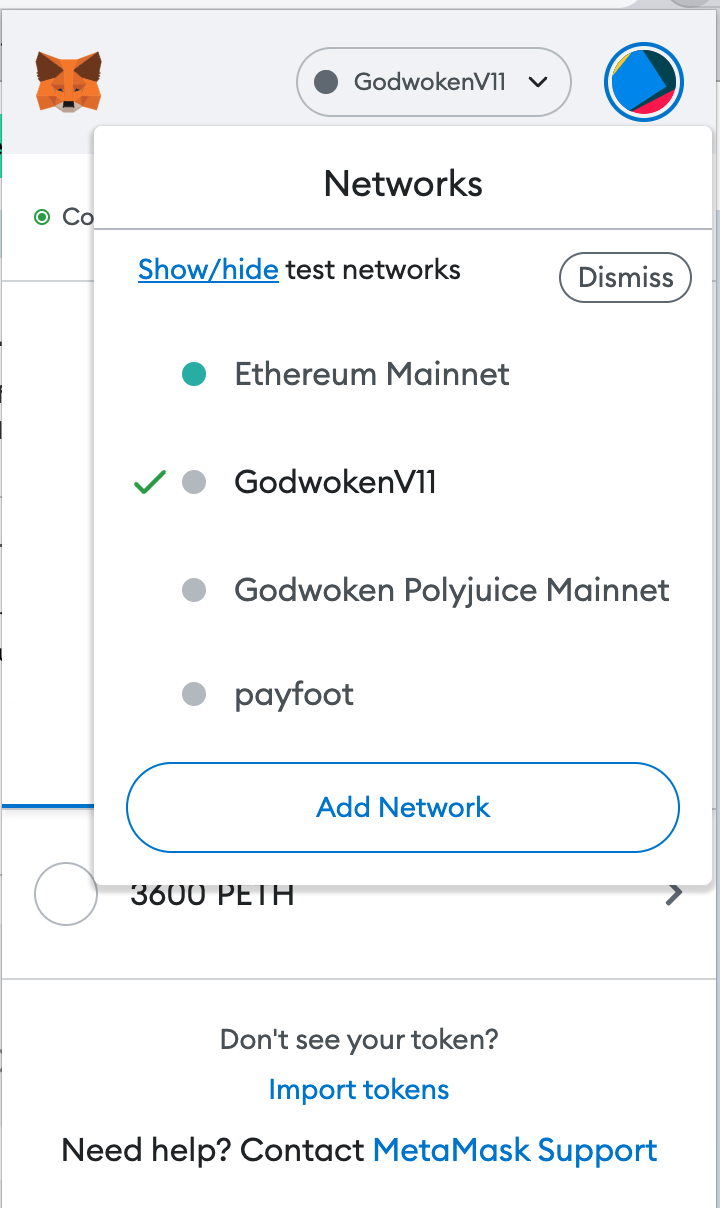 GodwokenV11
Networks
Co
Show/hide test networks
Dismiss
Ethereum Mainnet
GodwokenV11
Godwoken Polyjuice Mainnet
payfoot
Add Network
3600 PETH
Don't see your token?
Import tokens
Need help? Contact MetaMask Support